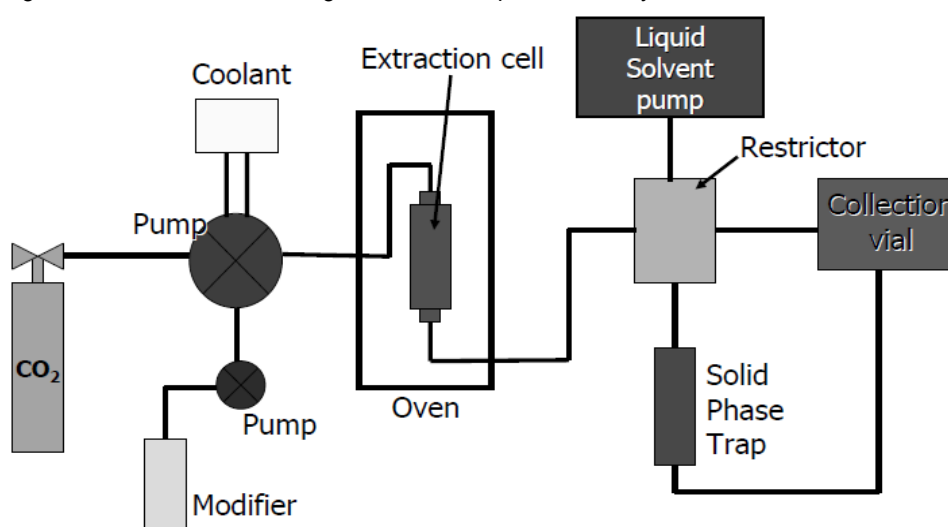 Liquid
Solvent
pump
Extraction cell
Coolant
Restrictor
Pump
Collection
vial
CO₂
Solid
Phase
Trap
Oven
Pump
Modifier